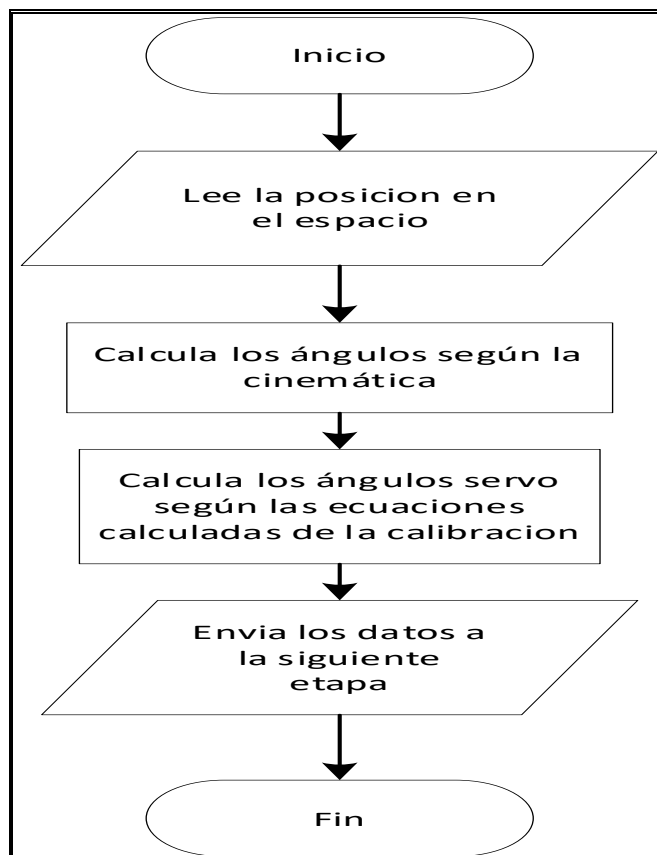 Inicio
Lee la posicion en
el espacio
Calcula los ángulos según la
cinemática
Calcula los ángulos servo
según las ecuaciones
calculadas de la calibracion
Envia los datos a
la siguiente
etapa
Fin